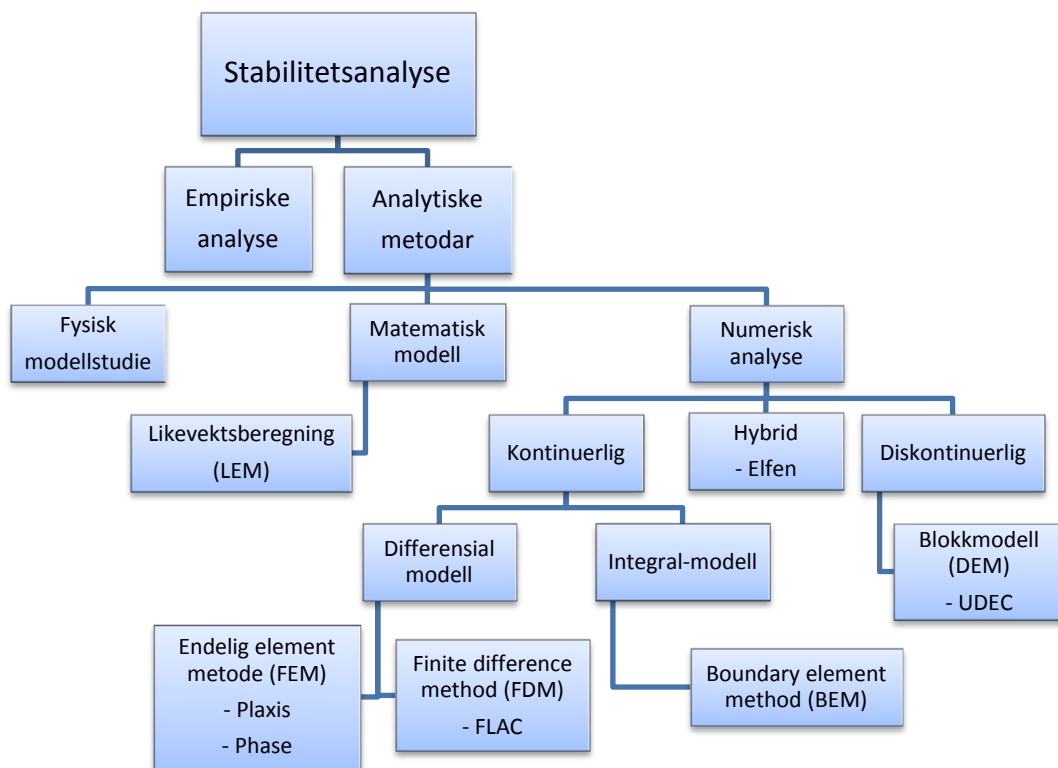 Stabilitetsanalyse
Empiriske
analyse
Analytiske
metodar
Fysisk
modellstudie
Matematisk
modell
Numerisk
analyse
Likevektsberegning
(LEM)
Kontinuerlig
Hybrid
- Elfen
Diskontinuerlig
Differensial
modell
Integral-modell
Blokkmodell
(DEM)
- UDEC
Endelig element
metode (FEM)
- Plaxis
- Phase
Finite difference
method (FDM)
- FLAC
Boundary element
method (BEM)